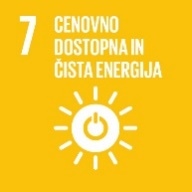 7 CENOVNO
DOSTOPNA IN
ČISTA ENERGIJA